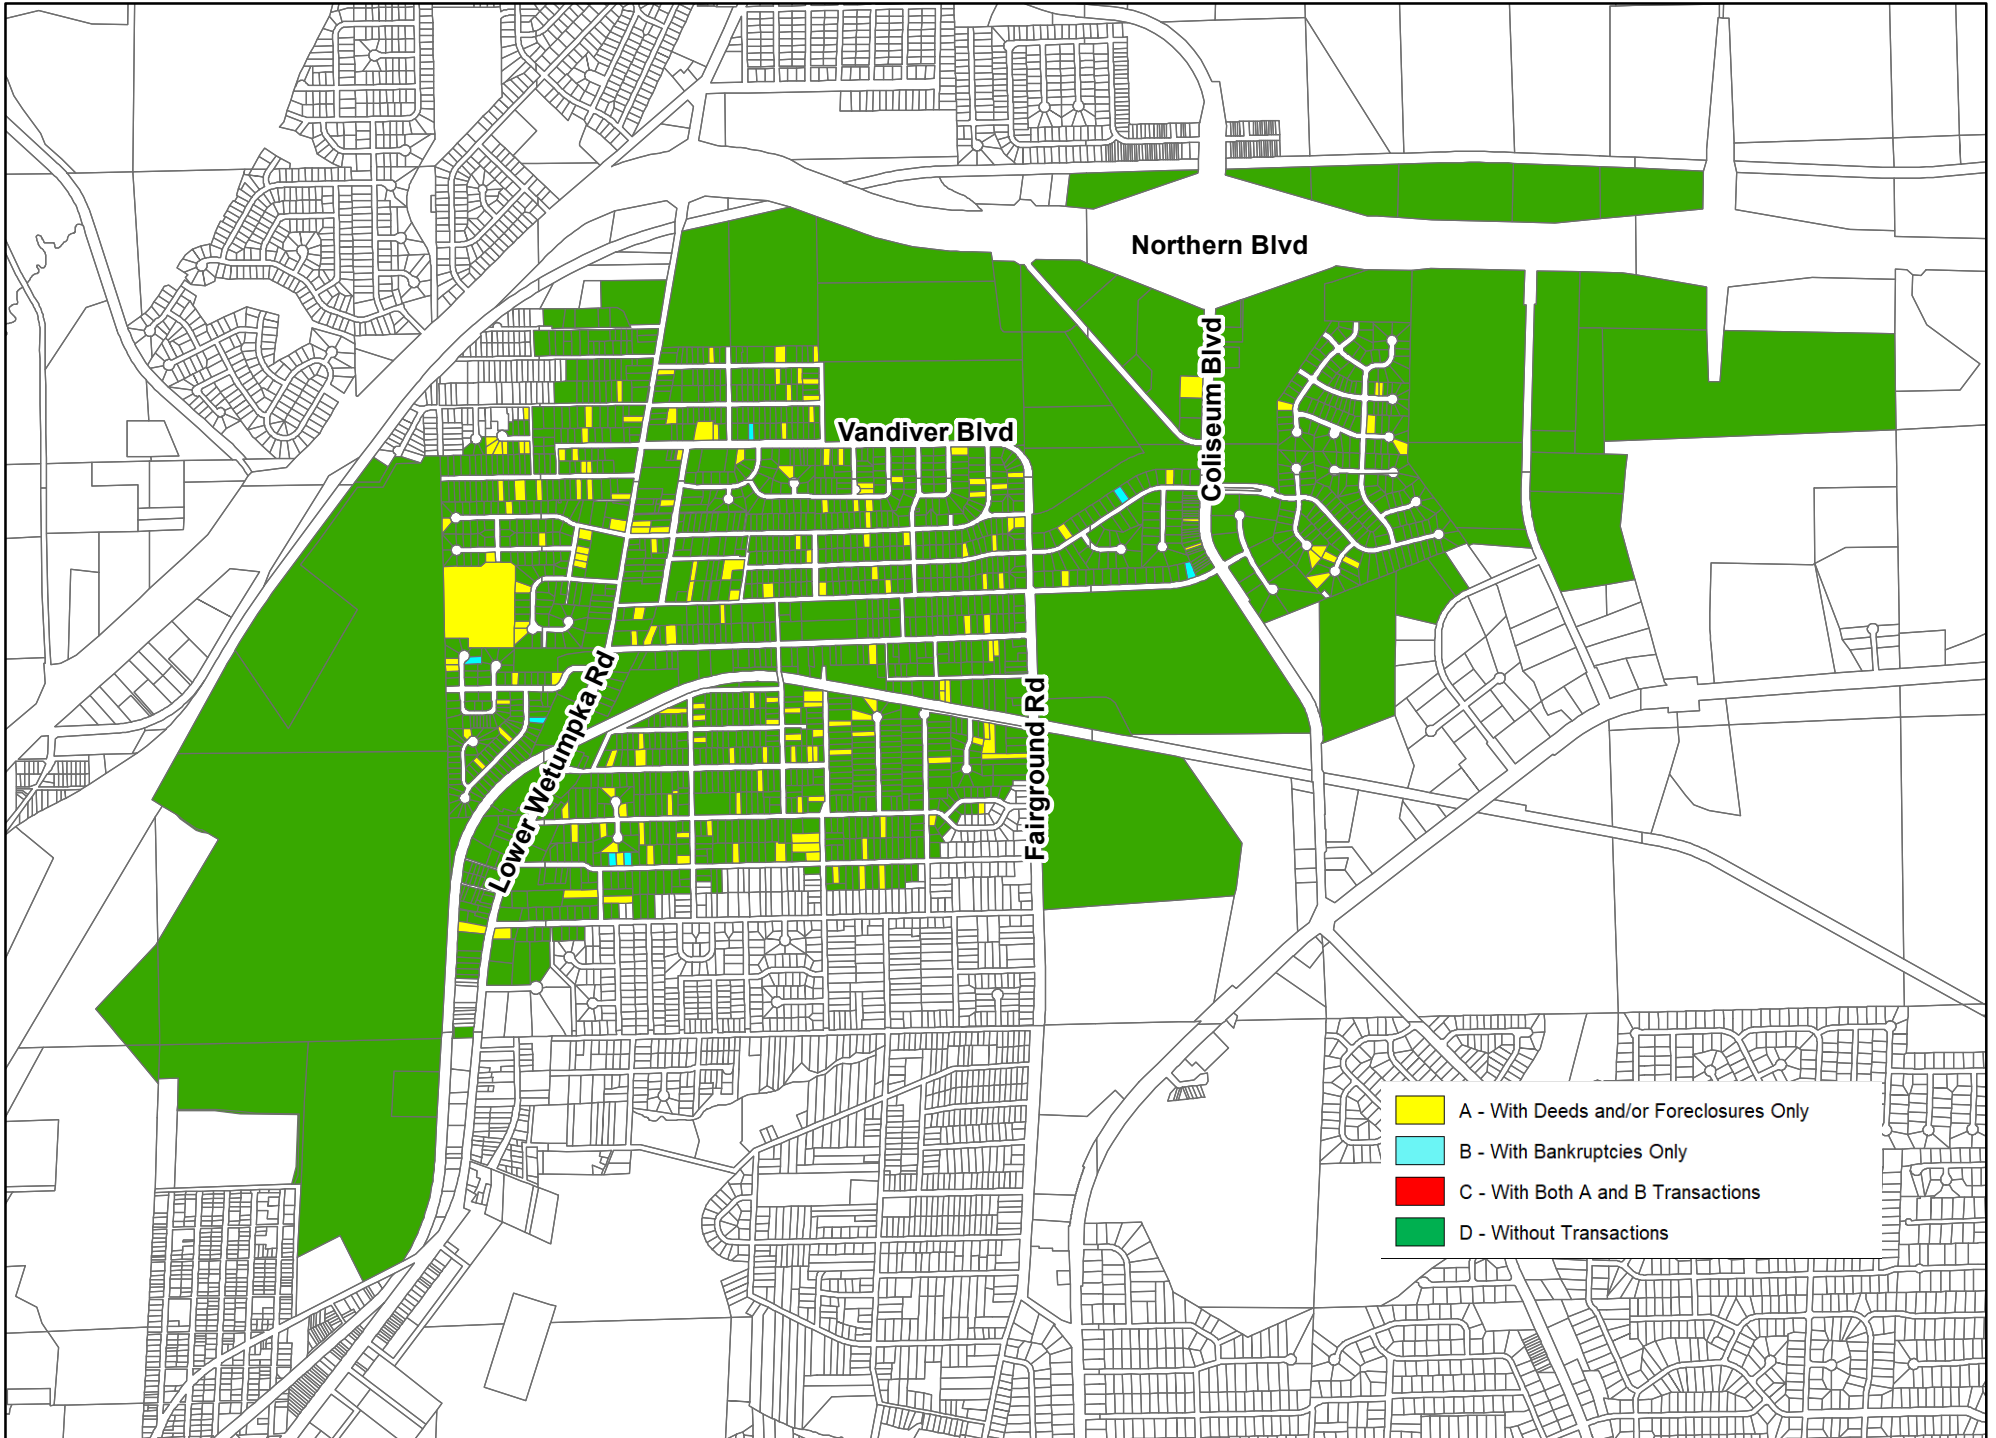 Northern Blvd
Vandiver Blvd
Coliseum Blvd
Lower Wetumpka Rd
Fairground Rd
A - With Deeds and/or Foreclosures Only
B - With Bankruptcies Only
C - With Both A and B Transactions
D - Without Transactions